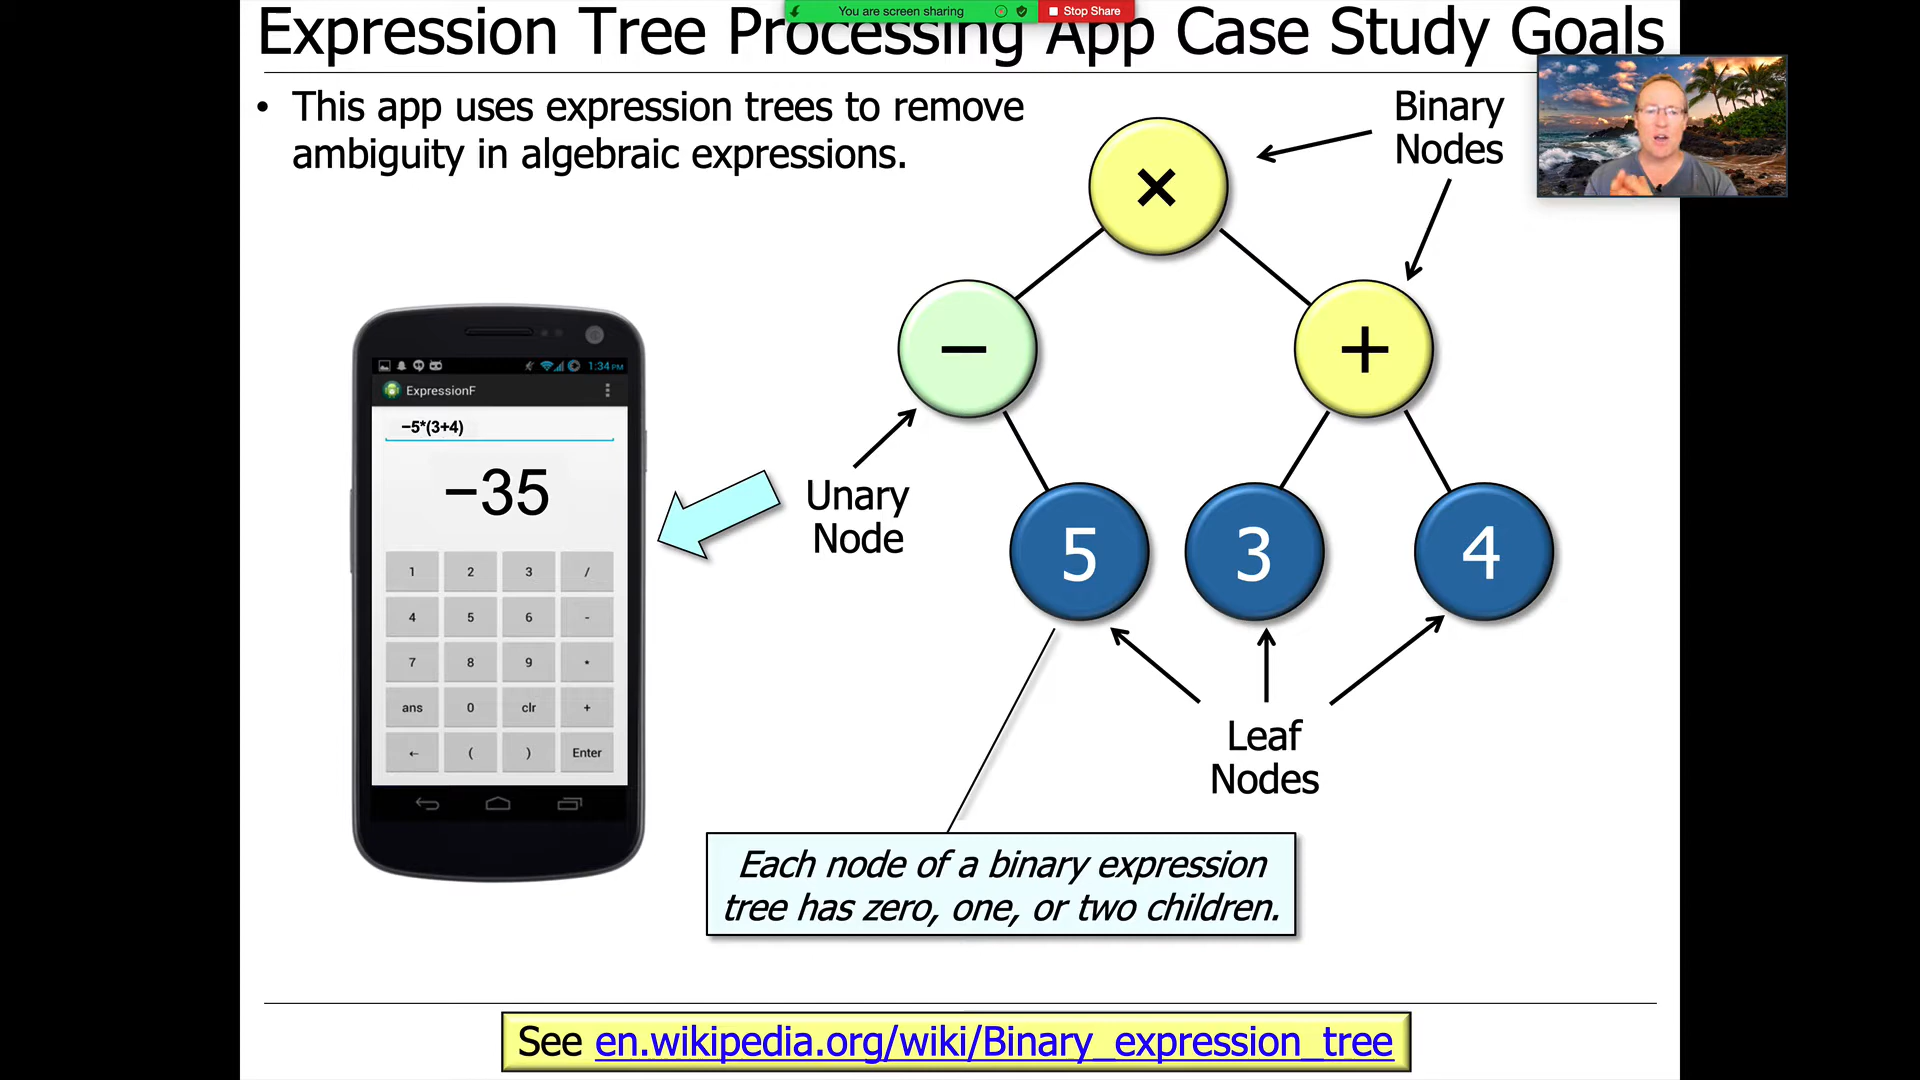 You are screen sharing
Stop Share
Expression Tree Processing App Case Study Goals
• This app uses expression trees to remove
ambiguity in algebraic expressions.
Binary
Nodes
×
−
+
5
3
4
Unary
Node
Leaf
Nodes
1:34 PM
ExpressionF
−5*(3+4)
−35
1 2 3 /
4 5 6 -
7 8 9 *
ans 0 clr +
← ( ) Enter
Each node of a binary expression
tree has zero, one, or two children.
See en.wikipedia.org/wiki/Binary_expression_tree